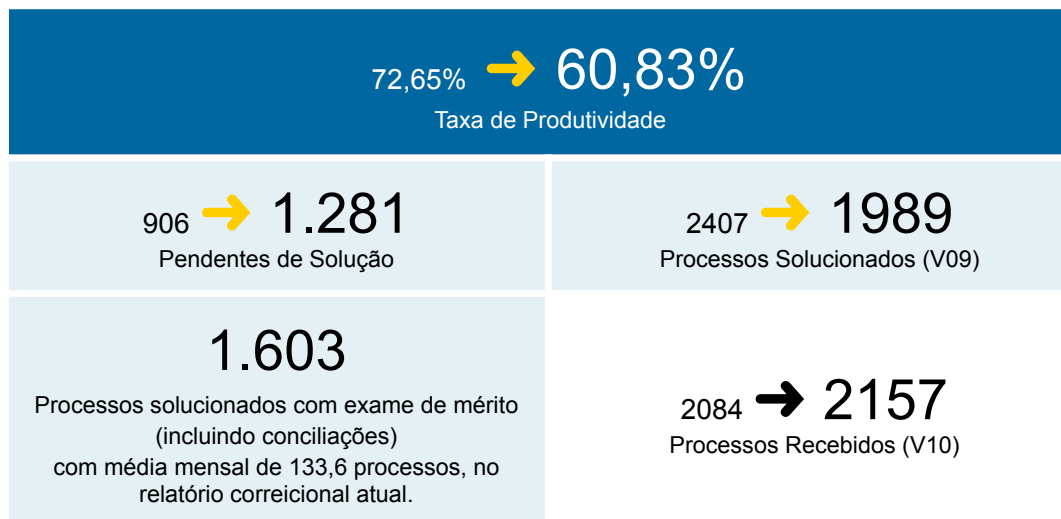 72,65% ➔ 60,83%
Taxa de Produtividade
906 ➔ 1.281
Pendentes de Solução
2407 ➔ 1989
Processos Solucionados (V09)
1.603
Processos solucionados com exame de mérito
(incluindo conciliações)
com média mensal de 133,6 processos, no
relatório correicional atual.
2084 ➔ 2157
Processos Recebidos (V10)